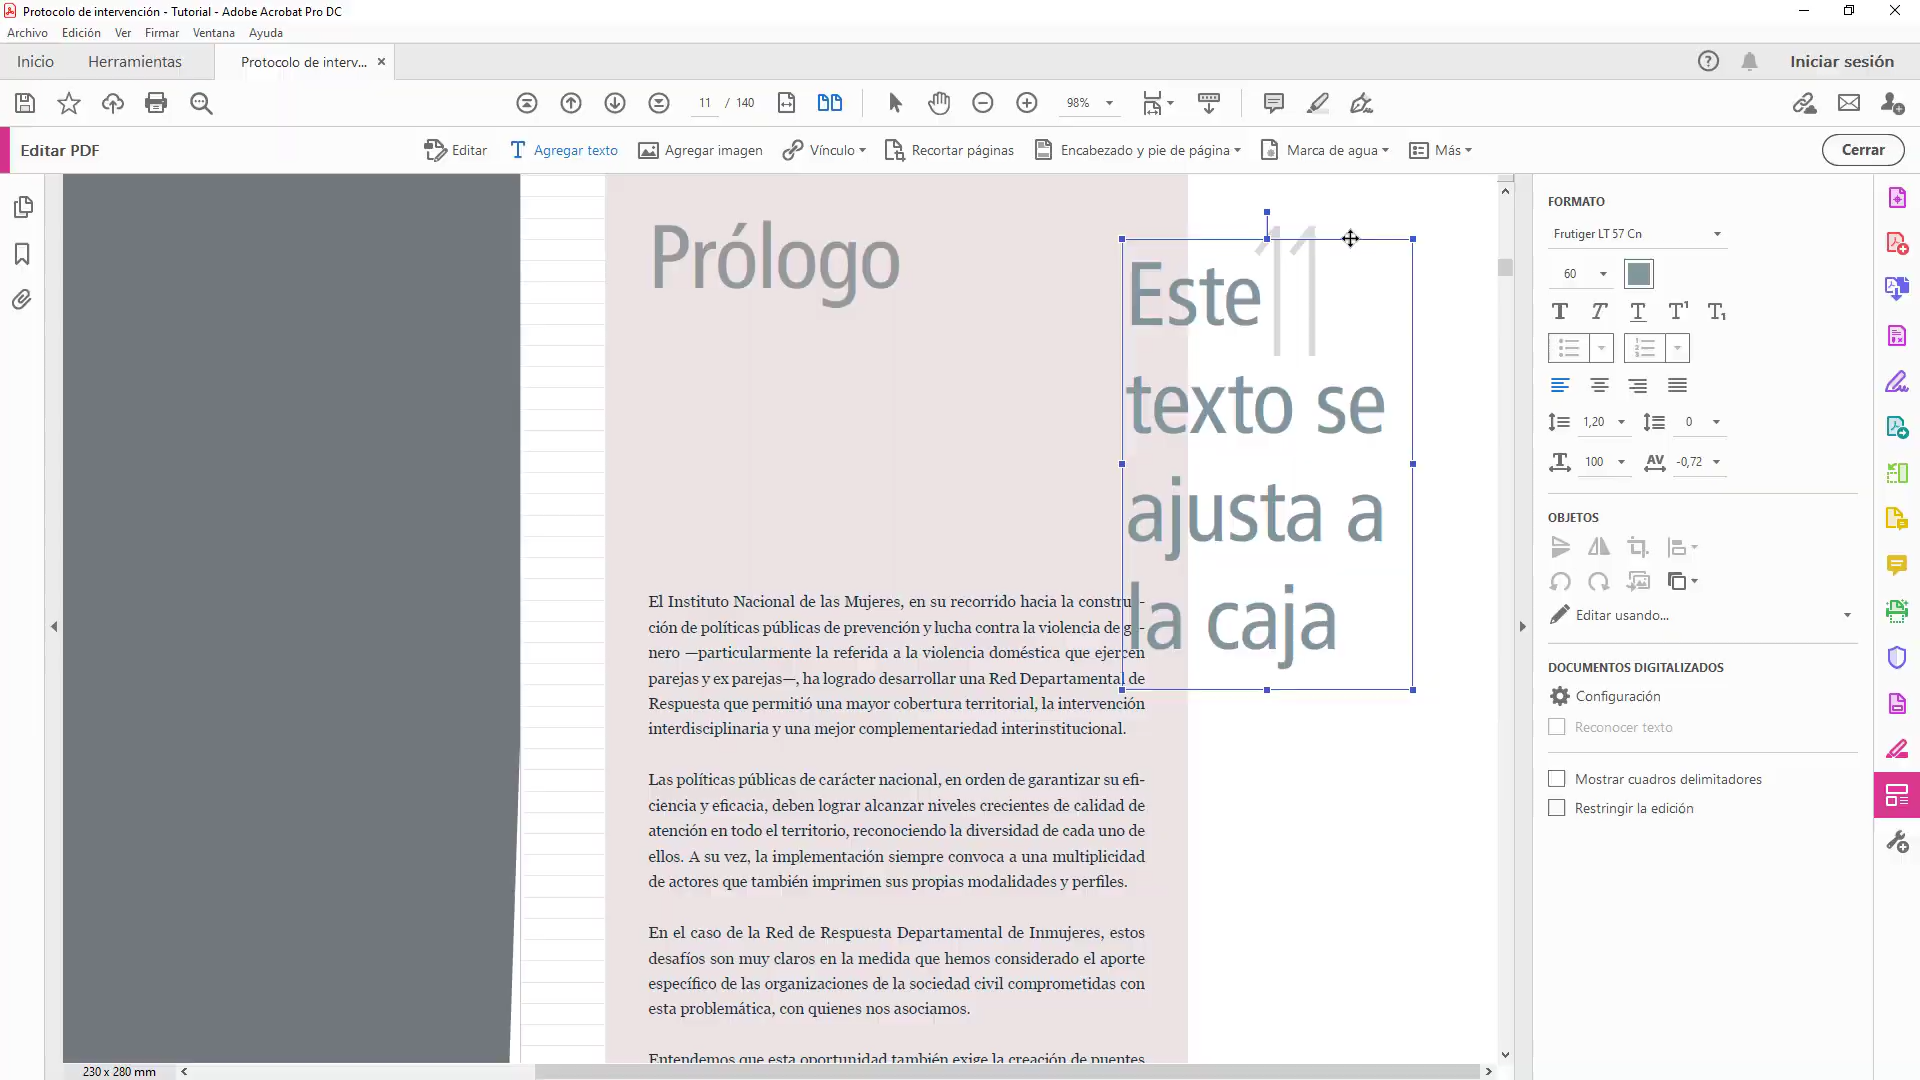 Protocolo de intervención - Tutorial - Adobe Acrobat Pro DC
Archivo Edición Ver Firmar Ventana Ayuda
Inicio Herramientas Protocolo de interv... Iniciar sesión
11 / 140 98%
Editar PDF Editar Agregar texto Agregar imagen Vínculo Recortar páginas Encabezado y pie de página Marca de agua Más Cerrar
Prólogo
11
Este
texto se
ajusta a
la caja
El Instituto Nacional de las Mujeres, en su recorrido hacia la construc-
ción de políticas públicas de prevención y lucha contra la violencia de gé-
nero —particularmente la referida a la violencia doméstica que ejercen
parejas y ex parejas—, ha logrado desarrollar una Red Departamental de
Respuesta que permitió una mayor cobertura territorial, la intervención
interdisciplinaria y una mejor complementariedad interinstitucional.
Las políticas públicas de carácter nacional, en orden de garantizar su efi-
ciencia y eficacia, deben lograr alcanzar niveles crecientes de calidad de
atención en todo el territorio, reconociendo la diversidad de cada uno de
ellos. A su vez, la implementación siempre convoca a una multiplicidad
de actores que también imprimen sus propias modalidades y perfiles.
En el caso de la Red de Respuesta Departamental de Inmujeres, estos
desafíos son muy claros en la medida que hemos considerado el aporte
específico de las organizaciones de la sociedad civil comprometidas con
esta problemática, con quienes nos asociamos.
Entendemos que esta oportunidad también exige la creación de puentes
230 x 280 mm
FORMATO
Frutiger LT 57 Cn
60
1,20 0
100 -0,72
OBJETOS
Editar usando...
DOCUMENTOS DIGITALIZADOS
Configuración
Reconocer texto
Mostrar cuadros delimitadores
Restringir la edición